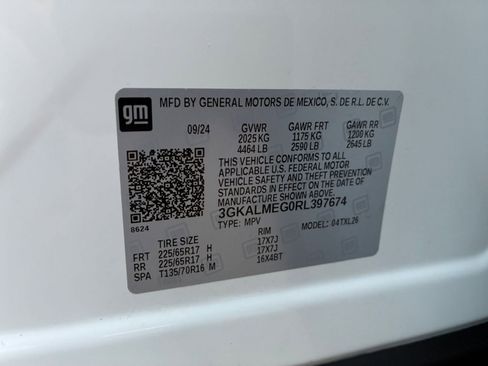 gm
MFD BY GENERAL MOTORS DE MEXICO, S. DE R.L. DE C.V.
09/24 GVWR GAWR FRT GAWR RR
2025 KG 1175 KG 1200 KG
4464 LB 2590 LB 2645 LB
THIS VEHICLE CONFORMS TO ALL
APPLICABLE U.S. FEDERAL MOTOR
VEHICLE SAFETY, BUMPER, AND THEFT
PREVENTION STANDARDS IN EFFECT ON
THE DATE OF MANUFACTURE SHOWN ABOVE.
3GKALMEG0RL397674
8624 TYPE: MPV MODEL: 04TXL26
TIRE SIZE RIM
FRT 225/65R17 H 17X7J
RR 225/65R17 H 17X7J
SPA T135/70R16 M 16X4BT